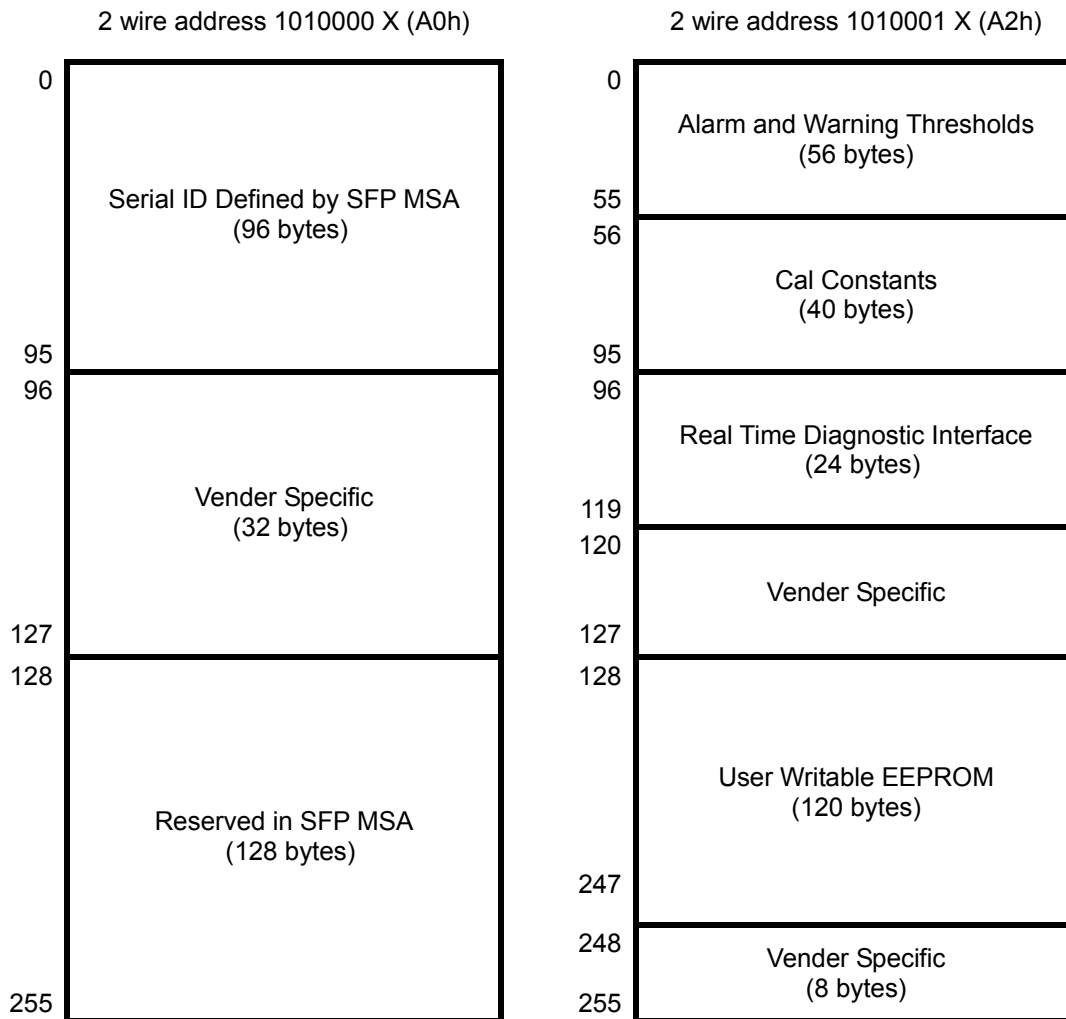 2 wire address 1010000 X (A0h)
0
Serial ID Defined by SFP MSA
(96 bytes)
95
96
Vender Specific
(32 bytes)
127
128
Reserved in SFP MSA
(128 bytes)
255
2 wire address 1010001 X (A2h)
0
Alarm and Warning Thresholds
(56 bytes)
55
56
Cal Constants
(40 bytes)
95
96
Real Time Diagnostic Interface
(24 bytes)
119
120
Vender Specific
127
128
User Writable EEPROM
(120 bytes)
247
248
Vender Specific
(8 bytes)
255